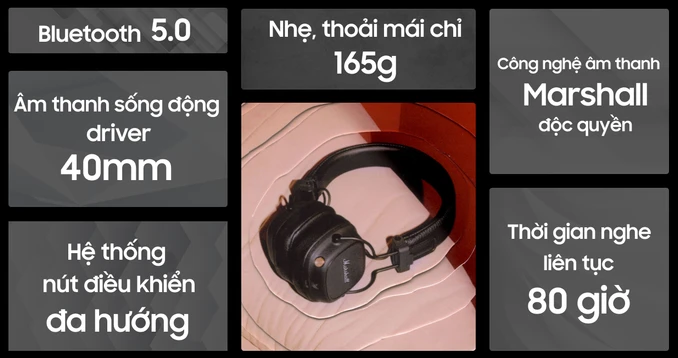 Bluetooth 5.0
Âm thanh sống động
driver
40mm
Hệ thống
nút điều khiển
đa hướng
Nhẹ, thoải mái chỉ
165g
Marshall
Công nghệ âm thanh
Marshall
độc quyền
Thời gian nghe
liên tục
80 giờ